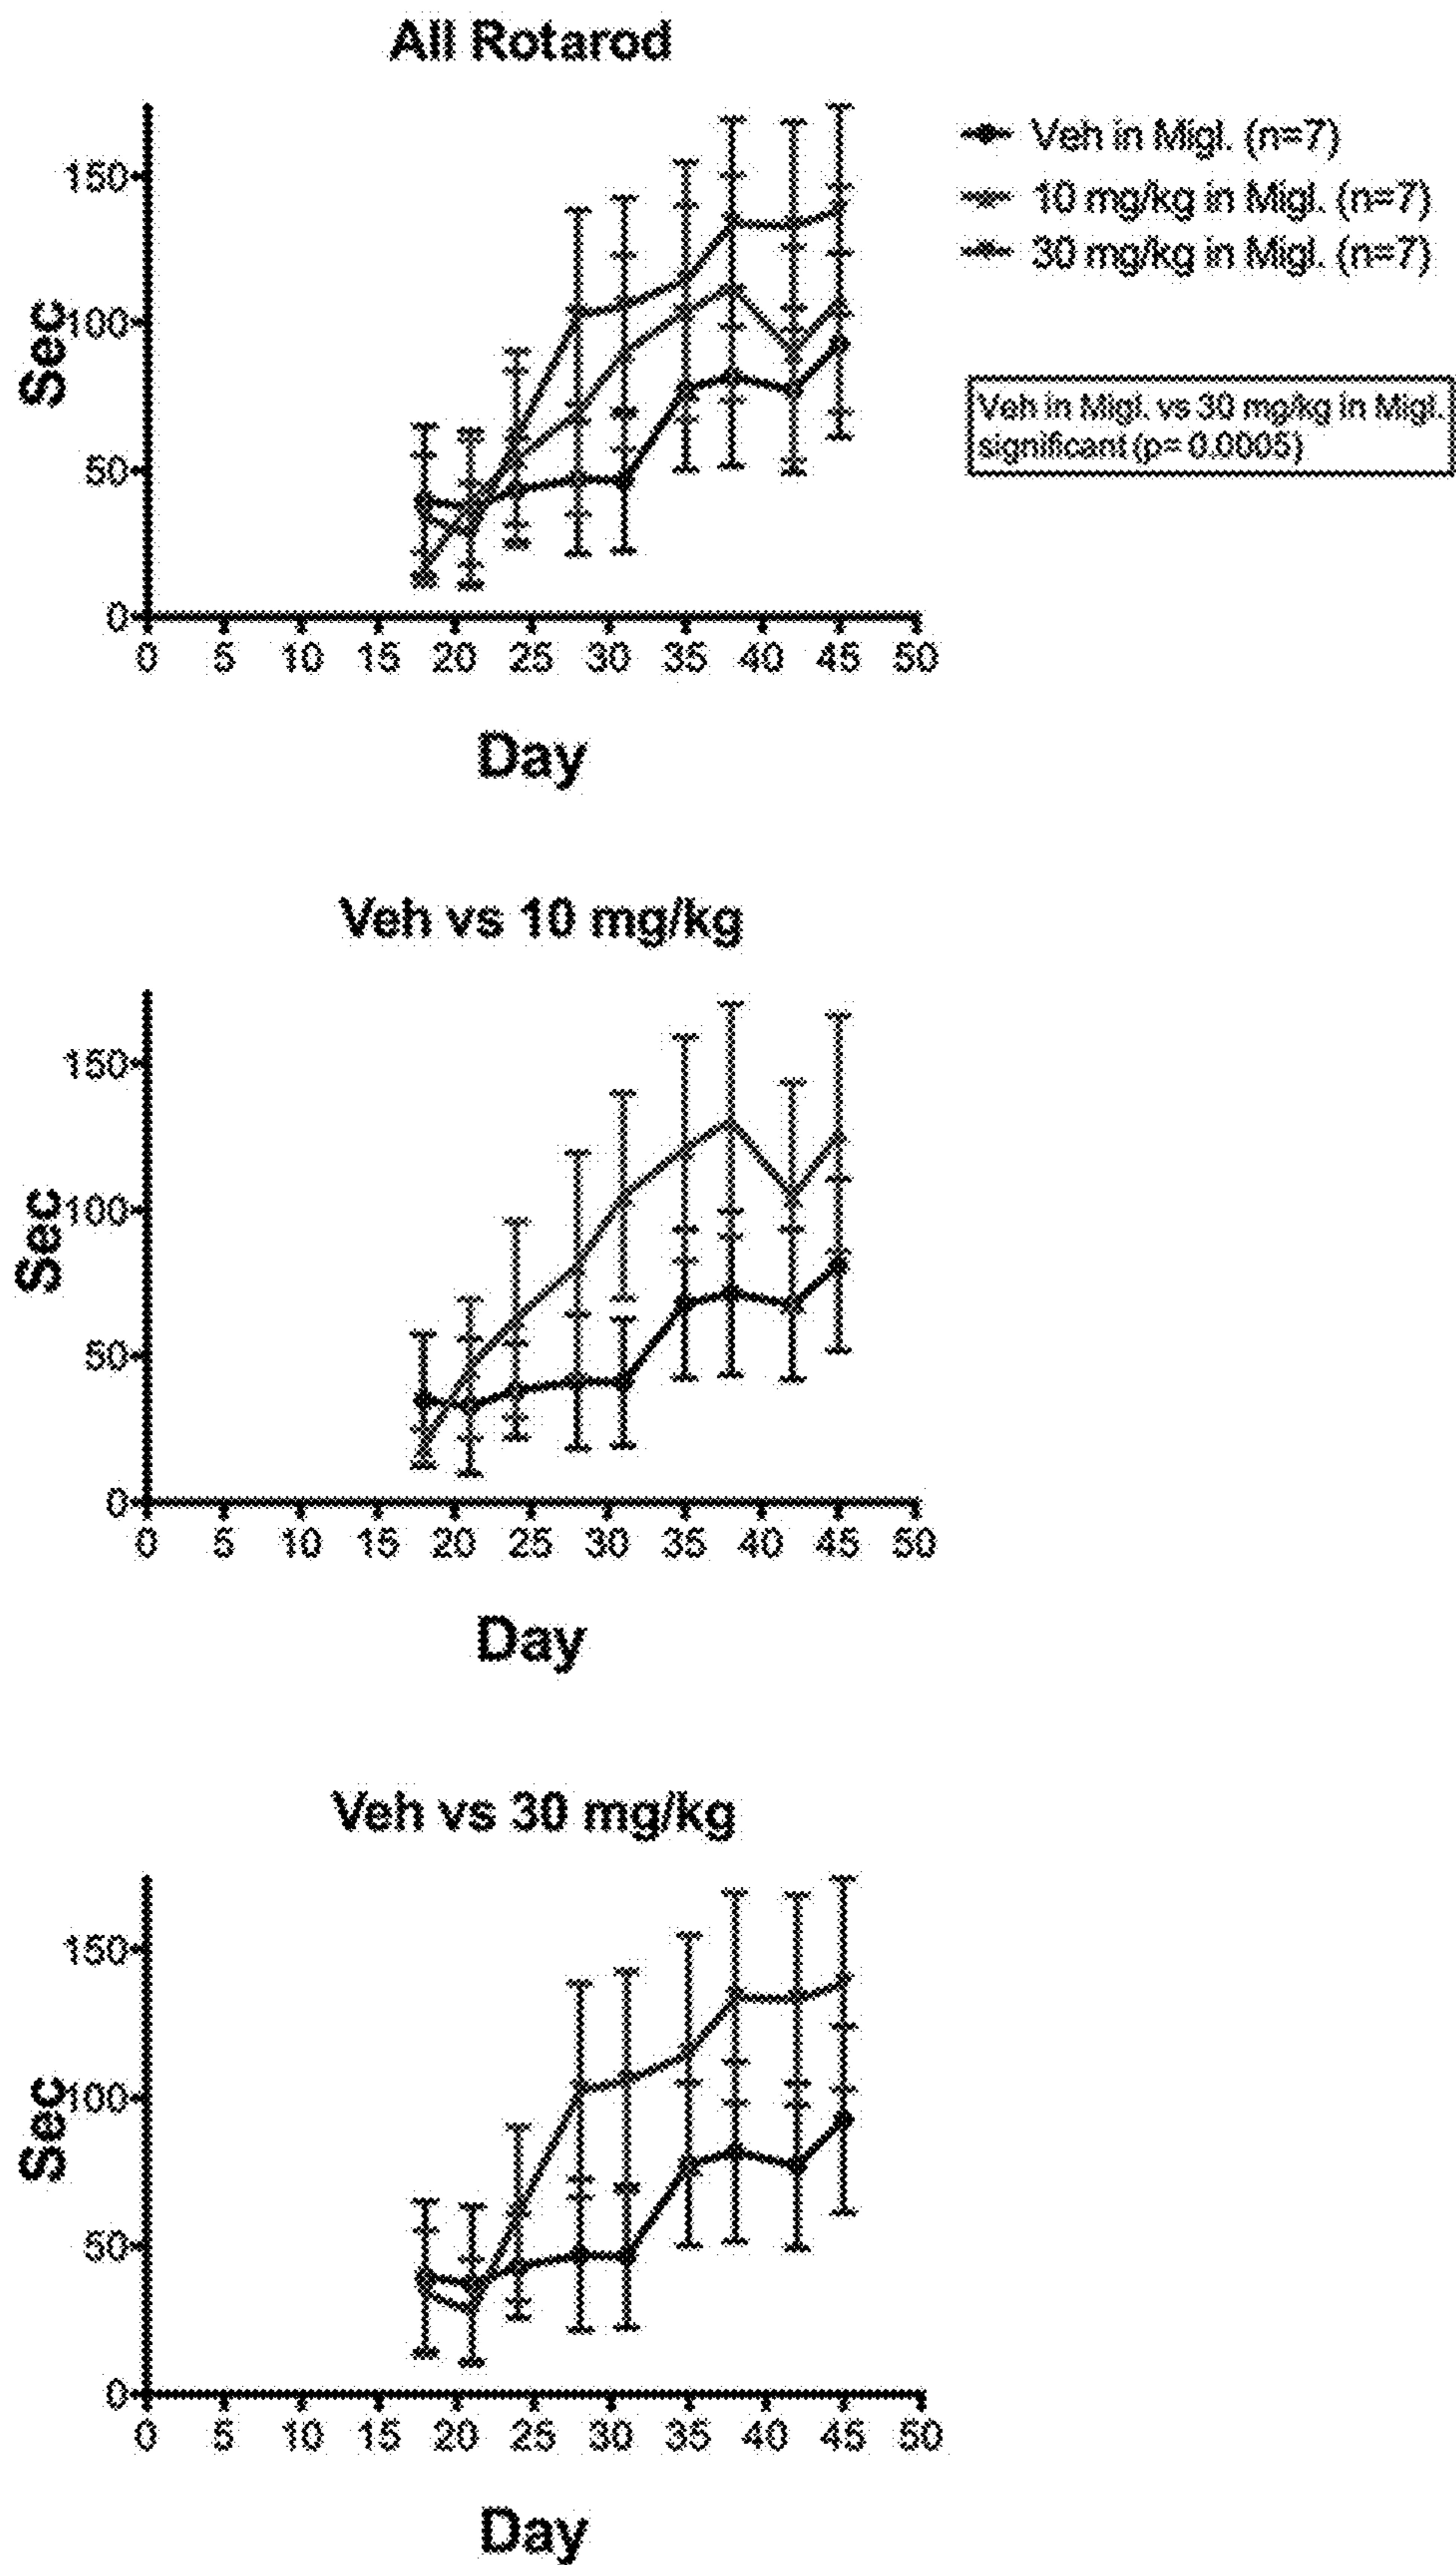 All Rotarod
Sec
150
100
50
0
0 5 10 15 20 25 30 35 40 45 50
Day
Veh in Migl. (n=7)
10 mg/kg in Migl. (n=7)
30 mg/kg in Migl. (n=7)
Veh in Migl. vs 30 mg/kg in Migl.
significant (p= 0.0005)
Veh vs 10 mg/kg
Sec
150
100
50
0
0 5 10 15 20 25 30 35 40 45 50
Day
Veh vs 30 mg/kg
Sec
150
100
50
0
0 5 10 15 20 25 30 35 40 45 50
Day